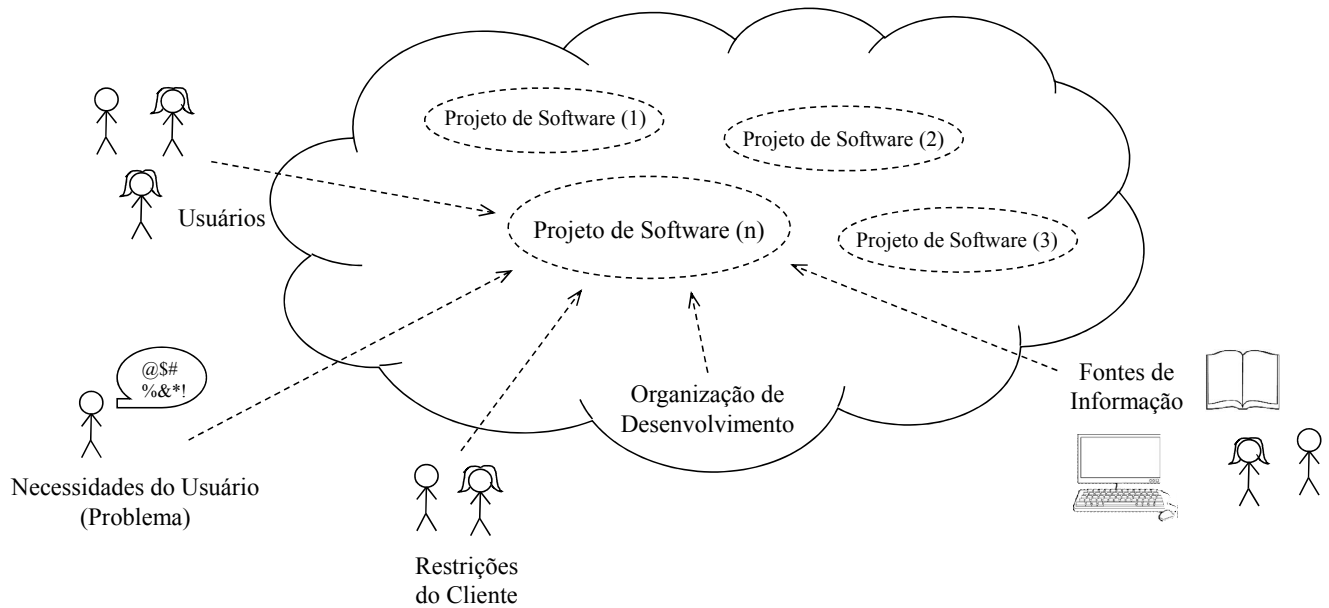 Projeto de Software (1)
Projeto de Software (2)
Usuários
Projeto de Software (n)
Projeto de Software (3)
@$#
%&*!
Necessidades do Usuário
(Problema)
Restrições
do Cliente
Organização de
Desenvolvimento
Fontes de
Informação